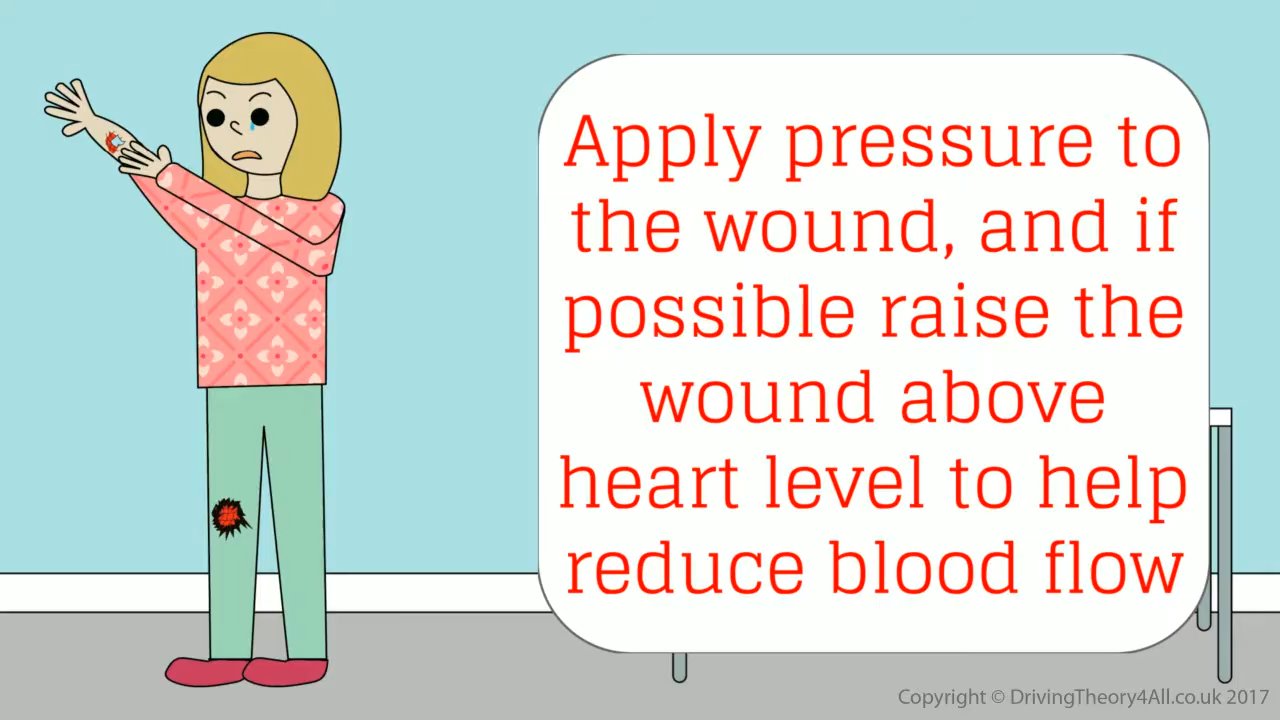 Apply pressure to
the wound, and if
possible raise the
wound above
heart level to help
reduce blood flow
Copyright © DrivingTheory4All.co.uk 2017